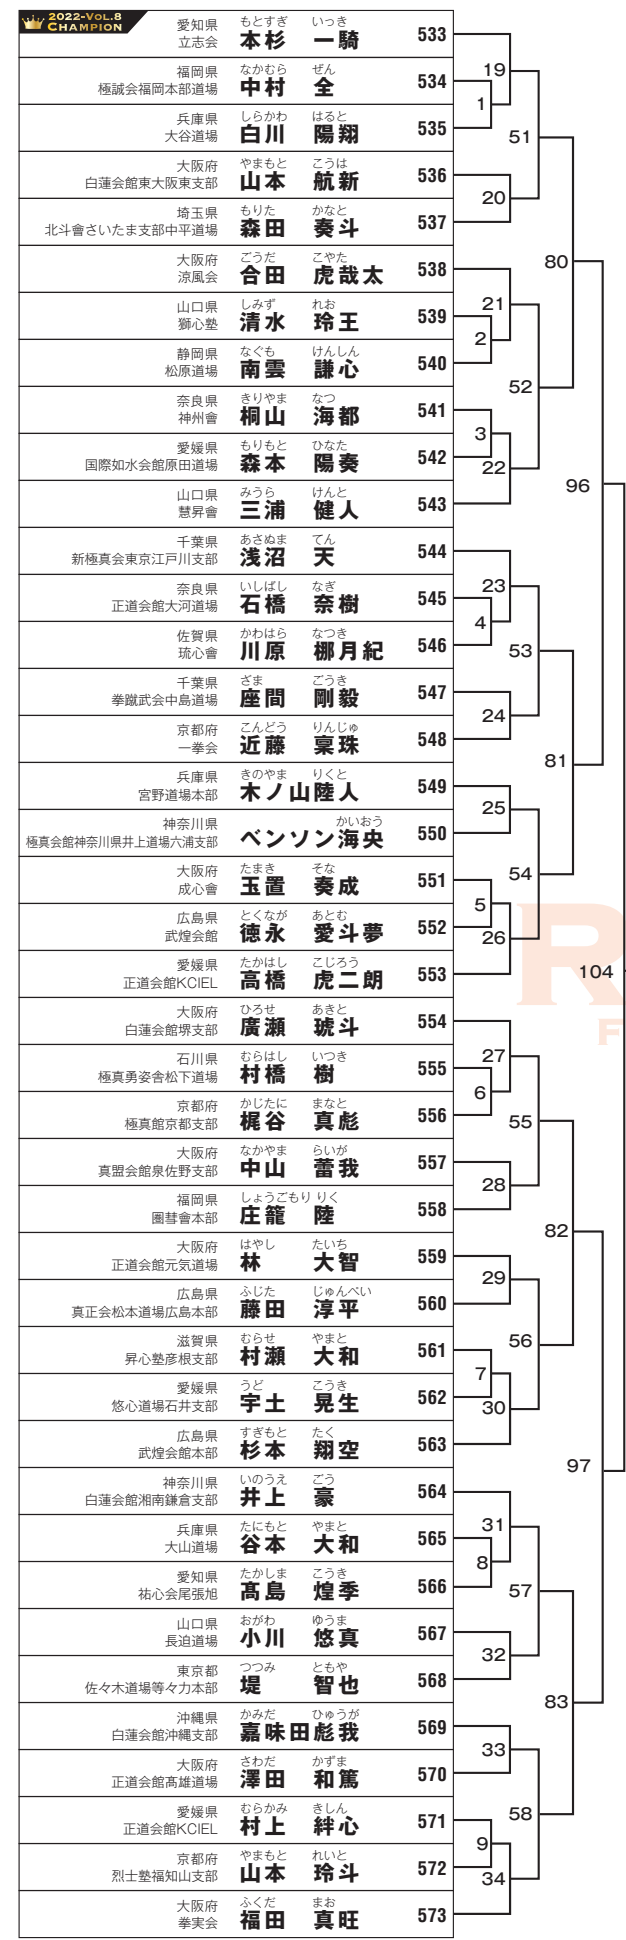 2022-VOL.8
CHAMPION
愛知県 もとすぎ いっき
立志会 本杉 一騎 533
福岡県 なかむら ぜん
極誠会福岡本部道場 中村 全 534
兵庫県 しらかわ はると
大谷道場 白川 陽翔 535
大阪府 やまもと こうは
白蓮会館東大阪東支部 山本 航新 536
埼玉県 もりた かなと
北斗會さいたま支部中平道場 森田 奏斗 537
大阪府 ごうだ こやた
涼風会 合田 虎哉太 538
山口県 しみず れお
獅心塾 清水 玲王 539
静岡県 なぐも けんしん
松原道場 南雲 謙心 540
奈良県 きりやま なつ
神州會 桐山 海都 541
愛媛県 もりもと ひなた
国際如水会館原田道場 森本 陽奏 542
山口県 みうら けんと
慧昇會 三浦 健人 543
千葉県 あさぬま てん
新極真会東京江戸川支部 浅沼 天 544
奈良県 いしばし なぎ
正道会館大河道場 石橋 奈樹 545
佐賀県 かわはら なつき
琉心會 川原 梛月紀 546
千葉県 ざま ごうき
拳蹴武会中島道場 座間 剛毅 547
京都府 こんどう りんじゅ
一拳会 近藤 稟珠 548
兵庫県 きのやま りくと
宮野道場本部 木ノ山陸人 549
神奈川県 かいおう
極真会館神奈川県井上道場六浦支部 ベンソン海央 550
大阪府 たまき そな
成心會 玉置 奏成 551
広島県 とくなが あとむ
武煌会館 徳永 愛斗夢 552
愛媛県 たかはし こじろう
正道会館KCIEL 高橋 虎二朗 553
大阪府 ひろせ あきと
白蓮会館堺支部 廣瀬 琥斗 554
石川県 むらはし いつき
極真勇姿舎松下道場 村橋 樹 555
京都府 かじたに まなと
極真館京都支部 梶谷 真彪 556
大阪府 なかやま らいが
真盟会館泉佐野支部 中山 蕾我 557
福岡県 しょうごもり りく
圏彗會本部 庄籠 陸 558
大阪府 はやし たいち
正道会館元気道場 林 大智 559
広島県 ふじた じゅんぺい
真正会松本道場広島本部 藤田 淳平 560
滋賀県 むらせ やまと
昇心塾彦根支部 村瀬 大和 561
愛媛県 うど こうき
悠心道場石井支部 宇土 晃生 562
広島県 すぎもと たく
武煌会館本部 杉本 翔空 563
神奈川県 いのうえ ごう
白蓮会館湘南鎌倉支部 井上 豪 564
兵庫県 たにもと やまと
大山道場 谷本 大和 565
愛知県 たかしま こうき
祐心会尾張旭 髙島 煌季 566
山口県 おがわ ゆうま
長迫道場 小川 悠真 567
東京都 つつみ ともや
佐々木道場等々力本部 堤 智也 568
沖縄県 かみだ ひゅうが
白蓮会館沖縄支部 嘉味田彪我 569
大阪府 さわだ かずま
正道会館髙雄道場 澤田 和篤 570
愛媛県 むらかみ きしん
正道会館KCIEL 村上 絆心 571
京都府 やまもと れいと
烈士塾福知山支部 山本 玲斗 572
大阪府 ふくだ まお
拳実会 福田 真旺 573
1
2
3
4
5
6
7
8
9
19
20
21
22
23
24
25
26
27
28
29
30
31
32
33
34
51
52
53
54
55
56
57
58
80
81
82
83
96
97
104
R
F